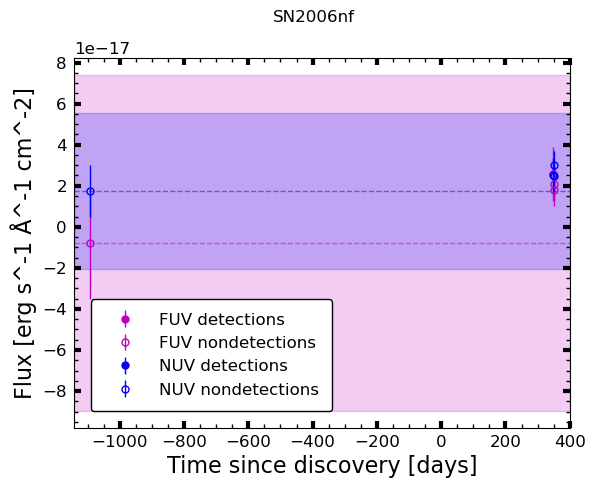 SN2006nf
1e−17
8
6
4
2
0
−2
−4
−6
−8
Flux [erg s^-1 Å^-1 cm^-2]
FUV detections
FUV nondetections
NUV detections
NUV nondetections
−1000 −800 −600 −400 −200 0 200 400
Time since discovery [days]